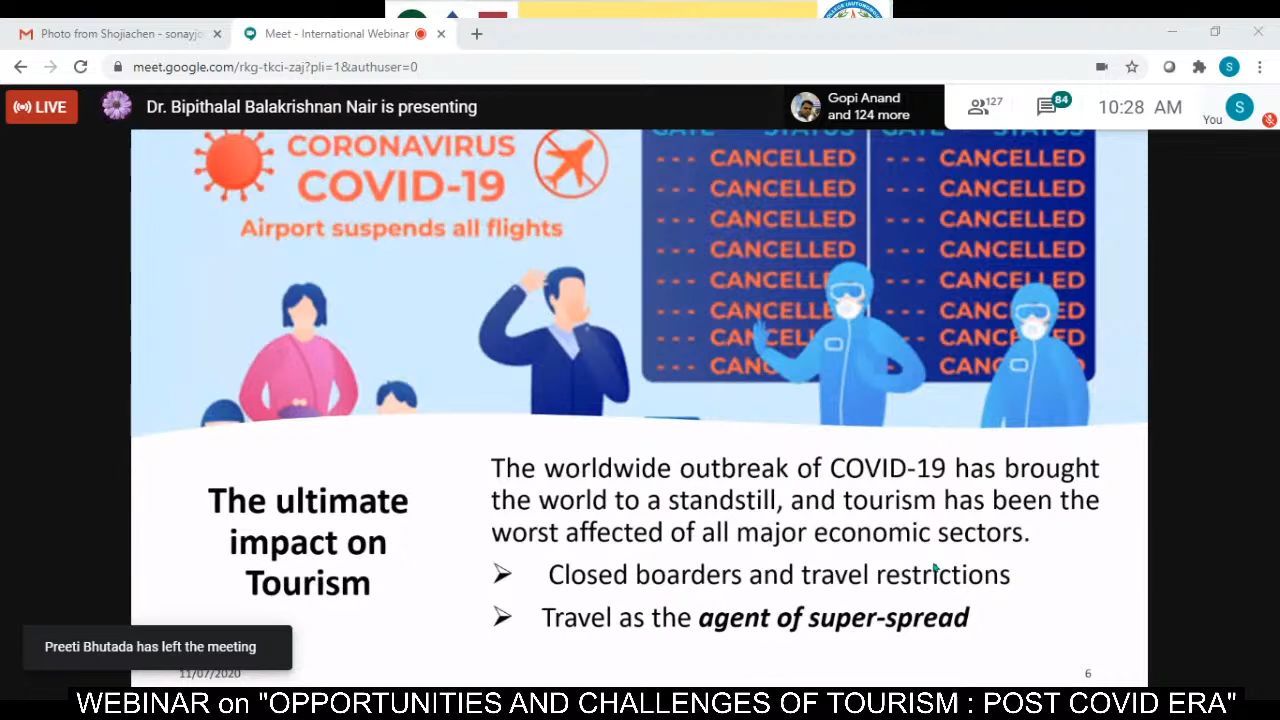 Photo from Shojiachen - sonayjo
Meet - International Webinar
meet.google.com/rkg-tkci-zaj?pli=1&authuser=0
S
LIVE
Dr. Bipithalal Balakrishnan Nair is presenting
Gopi Anand
and 124 more
127
84
10:28 AM
You
S
CORONAVIRUS
COVID-19
Airport suspends all flights
GATE STATUS GATE STATUS
--- CANCELLED --- CANCELLED
--- CANCELLED --- CANCELLED
--- CANCELLED --- CANCELLED
--- CANCELLED --- CANCELLED
--- CANCELLED --- CANCELLED
--- CANCELLED
The ultimate
impact on
Tourism
The worldwide outbreak of COVID-19 has brought
the world to a standstill, and tourism has been the
worst affected of all major economic sectors.
➢ Closed boarders and travel restrictions
➢ Travel as the agent of super-spread
Preeti Bhutada has left the meeting
11/07/2020
6
WEBINAR on "OPPORTUNITIES AND CHALLENGES OF TOURISM : POST COVID ERA"